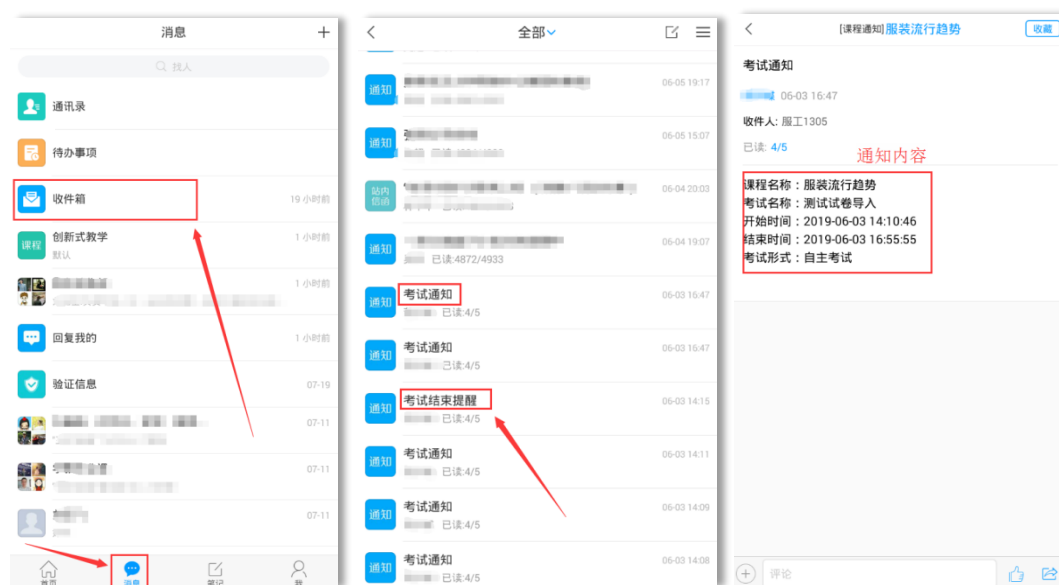 消息
找人
通讯录
待办事项
收件箱
19 小时前
课程
创新式教学
1 小时前
默认
1 小时前
回复我的
1 小时前
验证信息
07-19
07-11
07-11
07-11
首页
消息
笔记
我
全部
通知
06-05 19:17
通知
06-05 15:07
站内信函
06-04 20:03
通知
06-04 19:07
已读:4872/4933
通知
考试通知
06-03 16:47
已读:4/5
通知
考试通知
06-03 16:47
已读:4/5
通知
考试结束提醒
06-03 14:15
已读:4/5
通知
考试通知
06-03 14:11
已读:4/5
通知
考试通知
06-03 14:09
已读:4/5
通知
考试通知
06-03 14:08
已读:4/5
[课程通知]服装流行趋势
收藏
考试通知
06-03 16:47
收件人: 服工1305
已读: 4/5
通知内容
课程名称：服装流行趋势
考试名称：测试试卷导入
开始时间：2019-06-03 14:10:46
结束时间：2019-06-03 16:55:55
考试形式：自主考试
评论